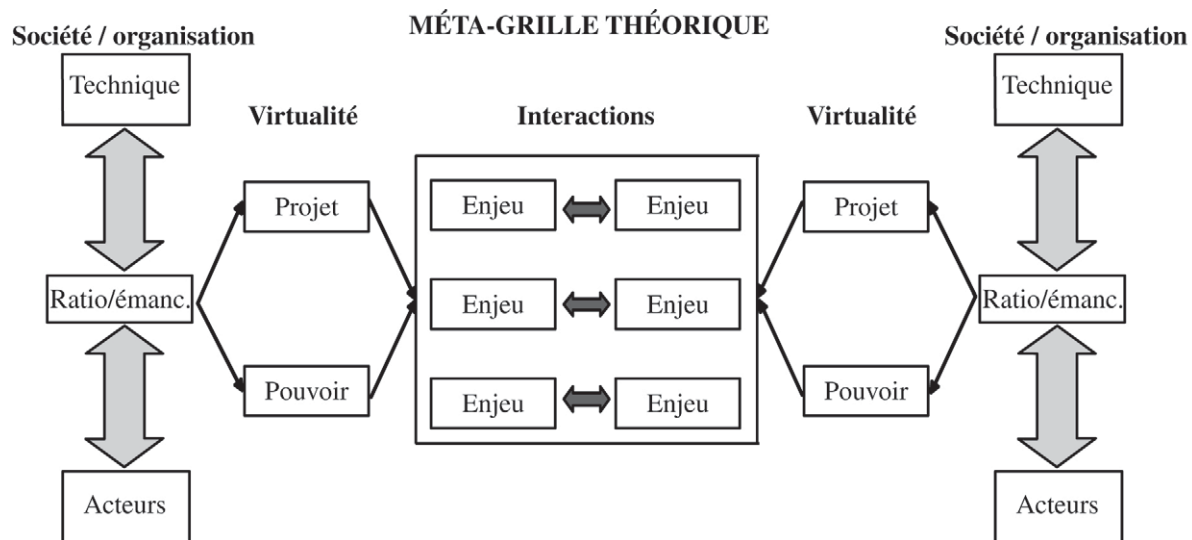 MÉTA-GRILLE THÉORIQUE
Société / organisation
Société / organisation
Technique
Technique
Virtualité
Interactions
Virtualité
Projet
Enjeu
Enjeu
Projet
Ratio/émanc.
Enjeu
Enjeu
Ratio/émanc.
Pouvoir
Enjeu
Enjeu
Pouvoir
Acteurs
Acteurs